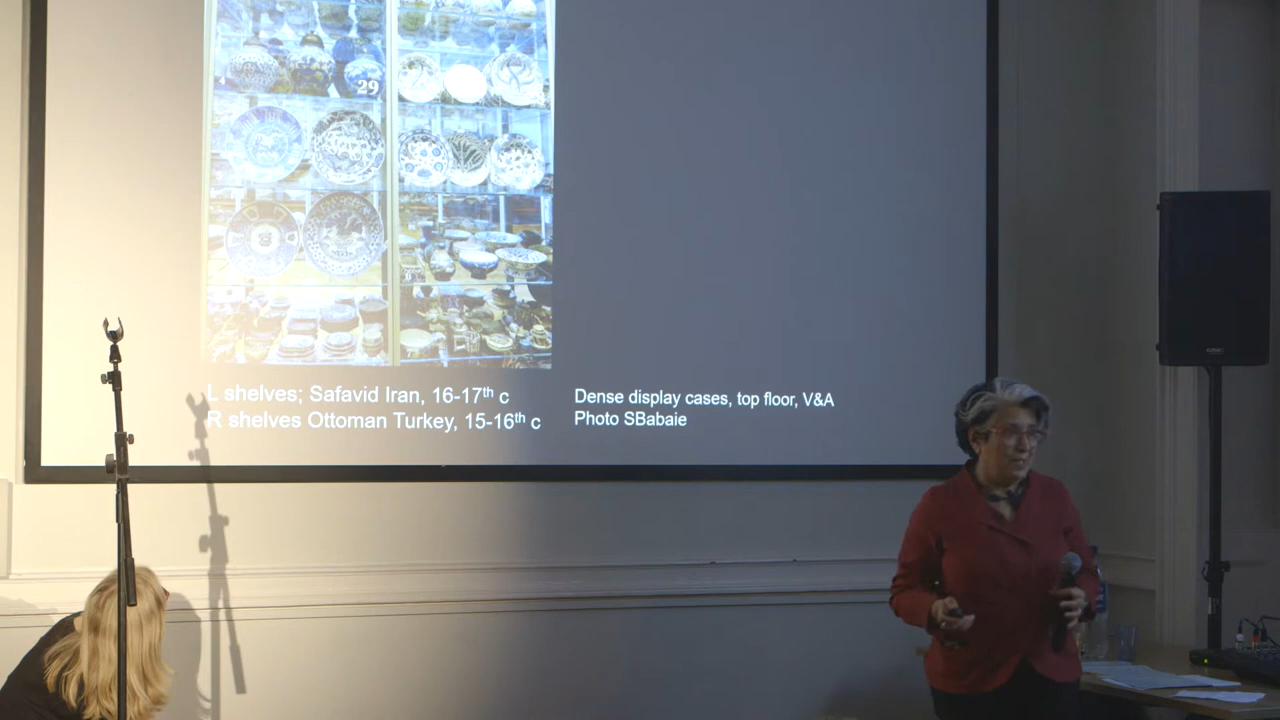 29
L shelves; Safavid Iran, 16-17th c
R shelves Ottoman Turkey, 15-16th c
Dense display cases, top floor, V&A
Photo SBabaie